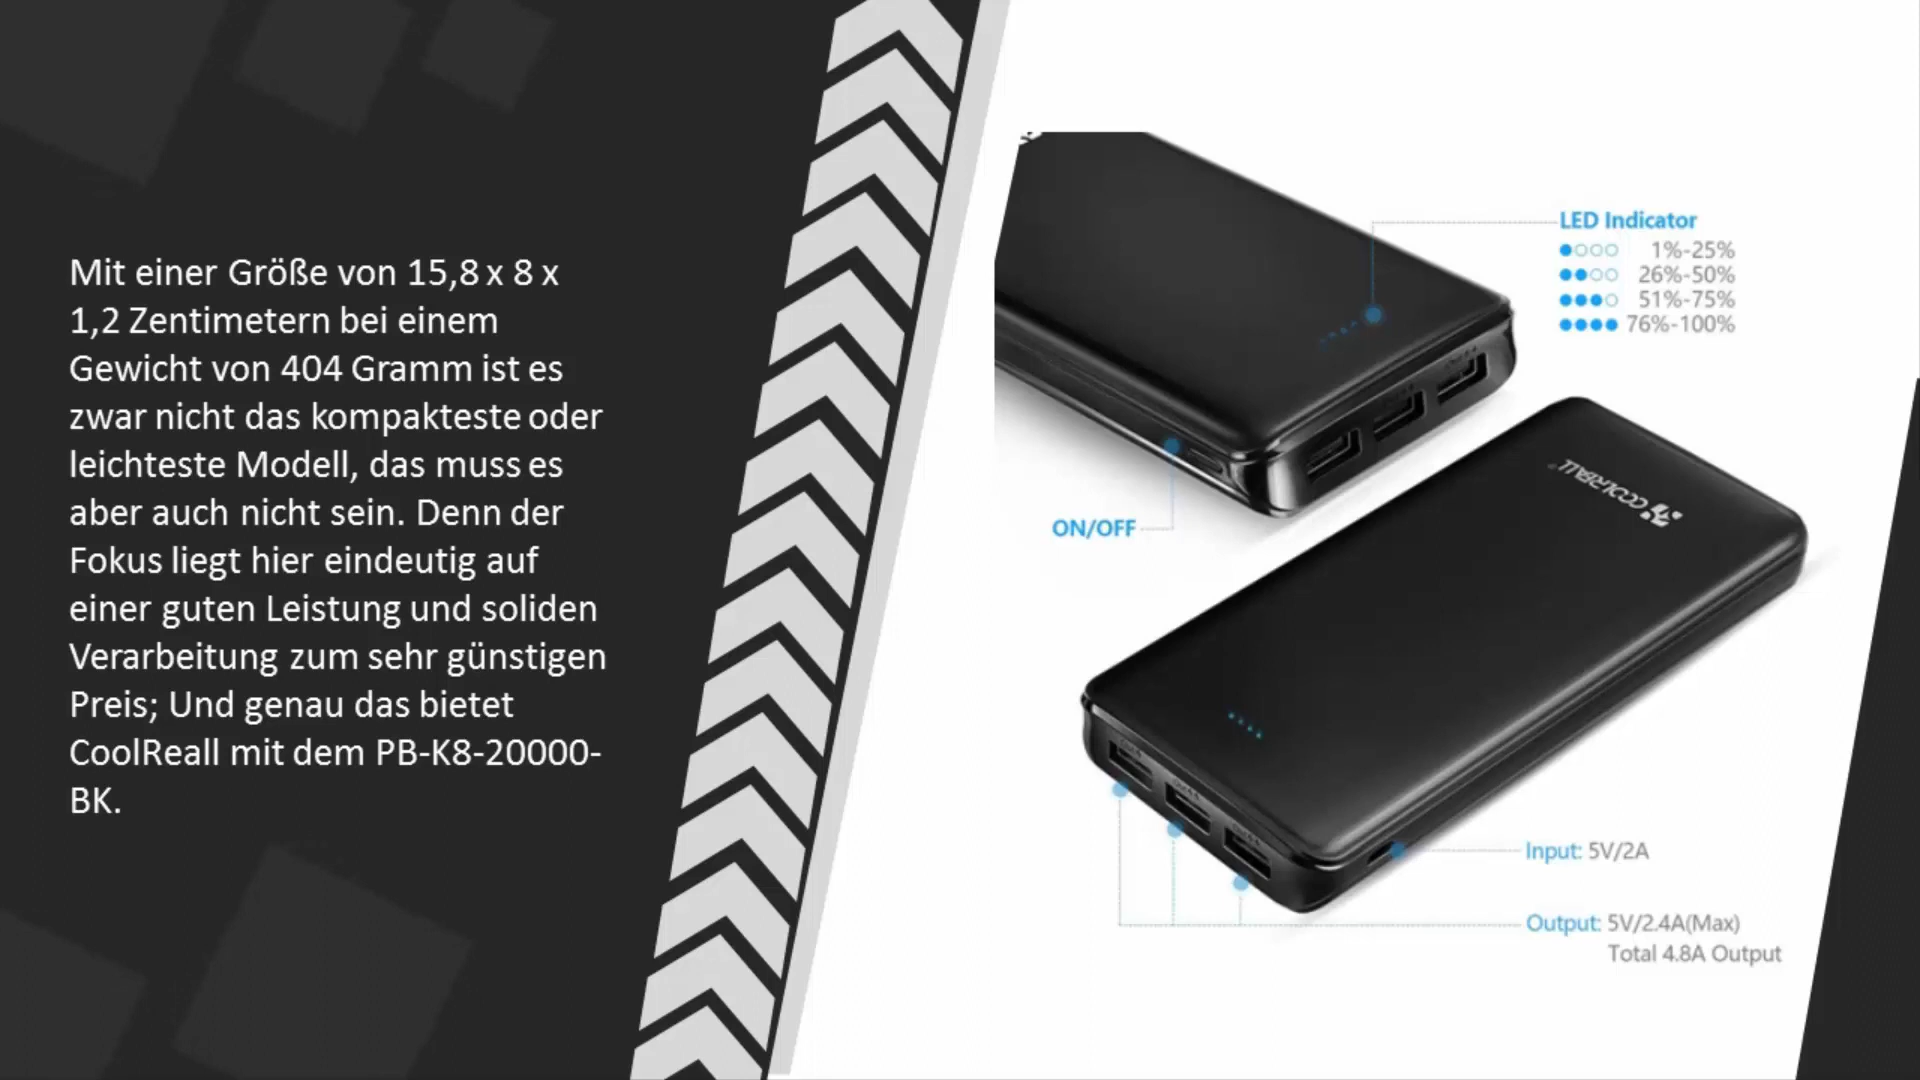 Mit einer Größe von 15,8 x 8 x
1,2 Zentimetern bei einem
Gewicht von 404 Gramm ist es
zwar nicht das kompakteste oder
leichteste Modell, das muss es
aber auch nicht sein. Denn der
Fokus liegt hier eindeutig auf
einer guten Leistung und soliden
Verarbeitung zum sehr günstigen
Preis; Und genau das bietet
CoolReall mit dem PB-K8-20000-
BK.
LED Indicator
1%-25%
26%-50%
51%-75%
76%-100%
ON/OFF
COOLREALL
Input: 5V/2A
Output: 5V/2.4A(Max)
Total 4.8A Output